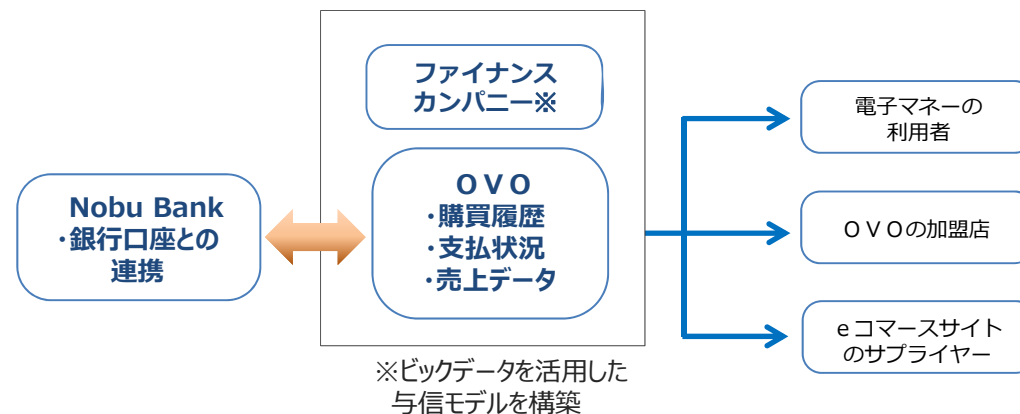 ファイナンス
カンパニー※
ＯＶＯ
・購買履歴
・支払状況
・売上データ
Nobu Bank
・銀行口座との
連携
電子マネーの
利用者
ＯＶＯの加盟店
ｅコマースサイト
のサプライヤー
※ビックデータを活用した
与信モデルを構築